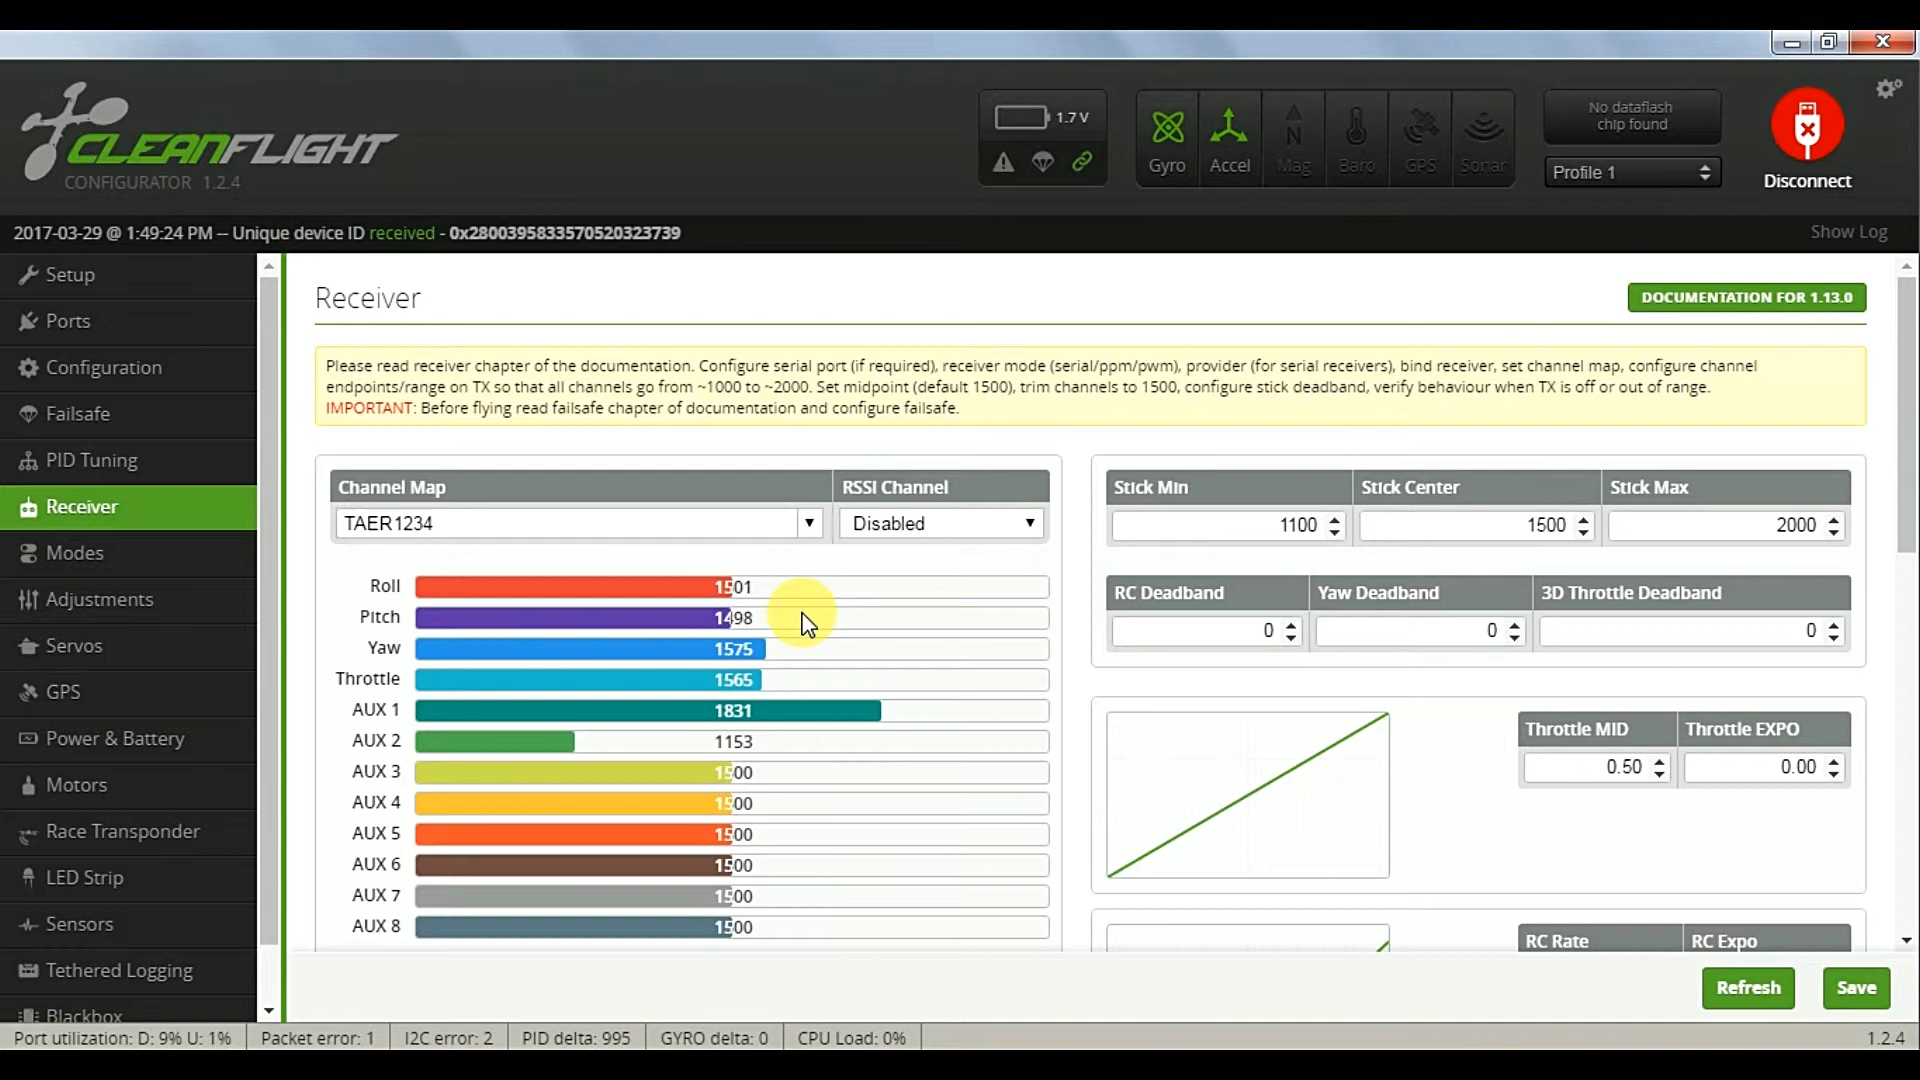 CLEANFLIGHT
CONFIGURATOR 1.2.4
1.7 V
Gyro
Accel
Mag
Baro
GPS
Sonar
No dataflash
chip found
Profile 1
Disconnect
2017-03-29 @ 1:49:24 PM -- Unique device ID received - 0x2800395833570520323739
Show Log
Setup
Ports
Configuration
Failsafe
PID Tuning
Receiver
Modes
Adjustments
Servos
GPS
Power & Battery
Motors
Race Transponder
LED Strip
Sensors
Tethered Logging
Blackbox
Receiver
DOCUMENTATION FOR 1.13.0
Please read receiver chapter of the documentation. Configure serial port (if required), receiver mode (serial/ppm/pwm), provider (for serial receivers), bind receiver, set channel map, configure channel
endpoints/range on TX so that all channels go from ~1000 to ~2000. Set midpoint (default 1500), trim channels to 1500, configure stick deadband, verify behaviour when TX is off or out of range.
IMPORTANT: Before flying read failsafe chapter of documentation and configure failsafe.
Channel Map RSSI Channel
TAER1234 Disabled
Roll 1501
Pitch 1498
Yaw 1575
Throttle 1565
AUX 1 1831
AUX 2 1153
AUX 3 1500
AUX 4 1500
AUX 5 1500
AUX 6 1500
AUX 7 1500
AUX 8 1500
Stick Min Stick Center Stick Max
1100 1500 2000
RC Deadband Yaw Deadband 3D Throttle Deadband
0 0 0
Throttle MID Throttle EXPO
0.50 0.00
RC Rate RC Expo
Refresh Save
Port utilization: D: 9% U: 1% Packet error: 1 I2C error: 2 PID delta: 995 GYRO delta: 0 CPU Load: 0% 1.2.4